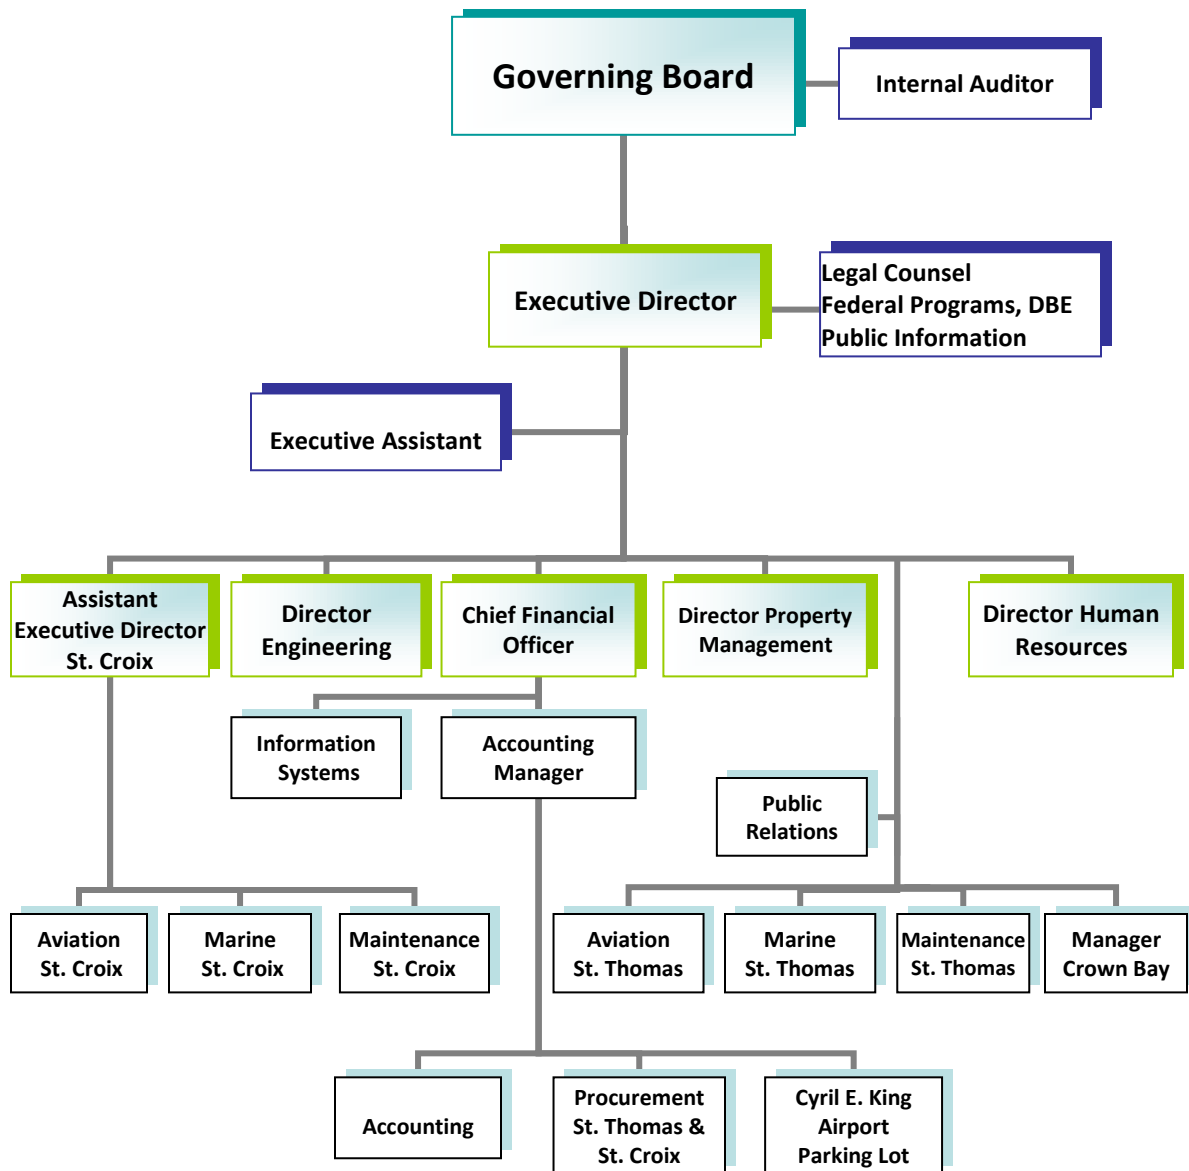 Governing Board
Internal Auditor
Executive Director
Legal Counsel
Federal Programs, DBE
Public Information
Executive Assistant
Assistant
Executive Director
St. Croix
Director
Engineering
Chief Financial
Officer
Director Property
Management
Director Human
Resources
Information
Systems
Accounting
Manager
Public
Relations
Aviation
St. Croix
Marine
St. Croix
Maintenance
St. Croix
Aviation
St. Thomas
Marine
St. Thomas
Maintenance
St. Thomas
Manager
Crown Bay
Accounting
Procurement
St. Thomas &
St. Croix
Cyril E. King
Airport
Parking Lot